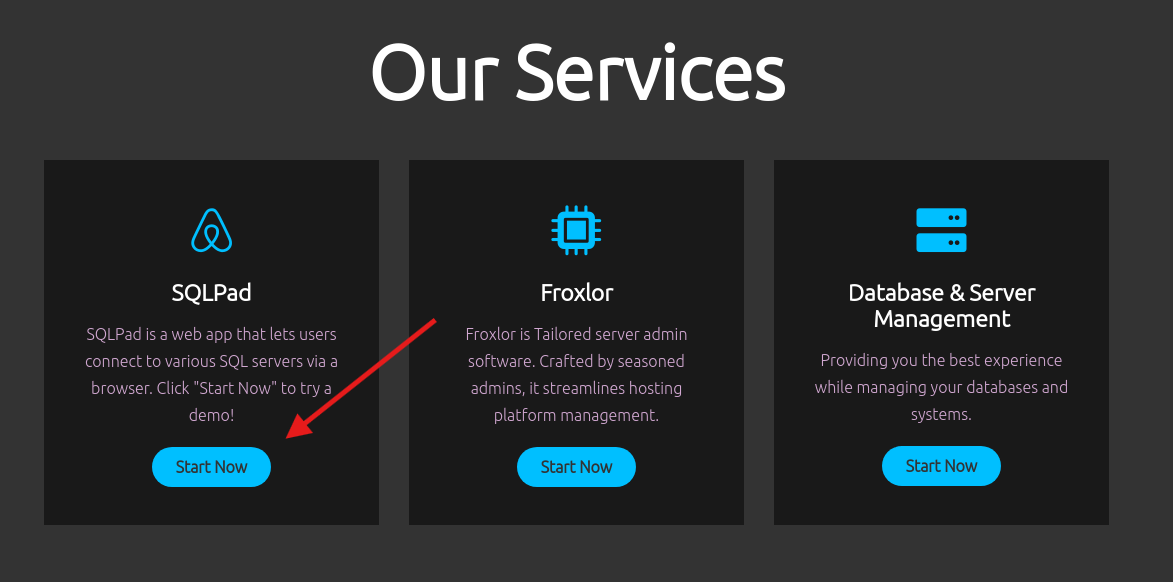 Our Services
SQLPad
SQLPad is a web app that lets users
connect to various SQL servers via a
browser. Click "Start Now" to try a
demo!
Start Now
Froxlor
Froxlor is Tailored server admin
software. Crafted by seasoned
admins, it streamlines hosting
platform management.
Start Now
Database & Server
Management
Providing you the best experience
while managing your databases and
systems.
Start Now